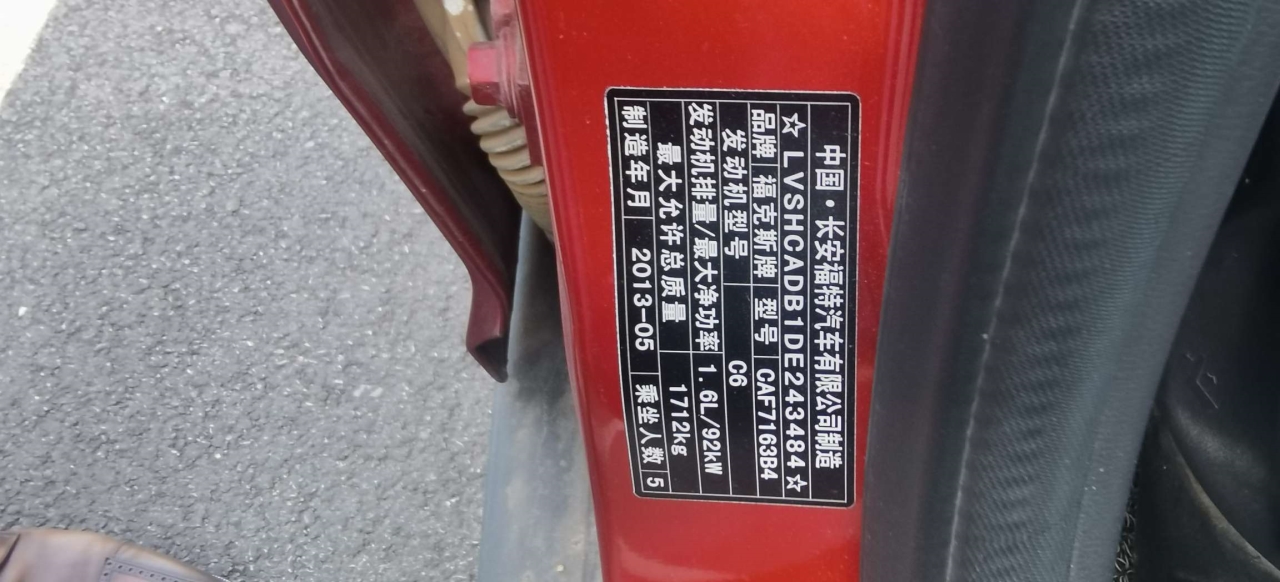 中国·长安福特汽车有限公司制造
☆LVSHCADB1DE243484☆
品牌 福克斯牌 型号 CAF7163B4
发动机型号 C6
发动机排量/最大净功率 1.6L/92kW
最大允许总质量 1712kg
制造年月 2013-05 乘坐人数 5